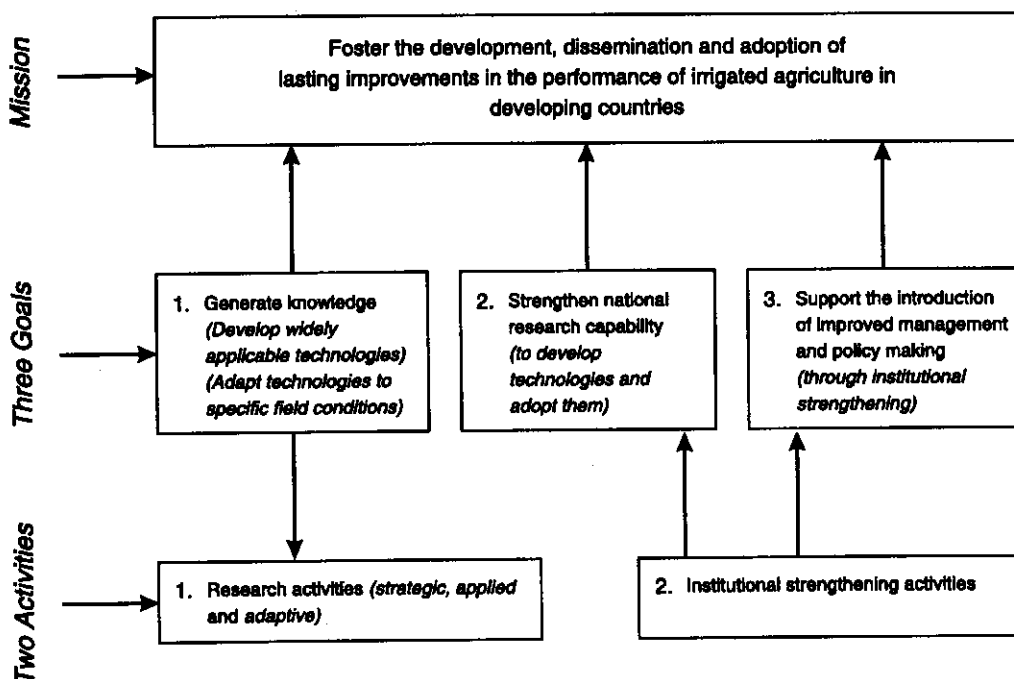 Mission
Foster the development, dissemination and adoption of
lasting improvements in the performance of irrigated agriculture in
developing countries
Three Goals
1. Generate knowledge
(Develop widely
applicable technologies)
(Adapt technologies to
specific field conditions)
2. Strengthen national
research capability
(to develop
technologies and
adopt them)
3. Support the introduction
of improved management
and policy making
(through institutional
strengthening)
Two Activities
1. Research activities (strategic, applied
and adaptive)
2. Institutional strengthening activities